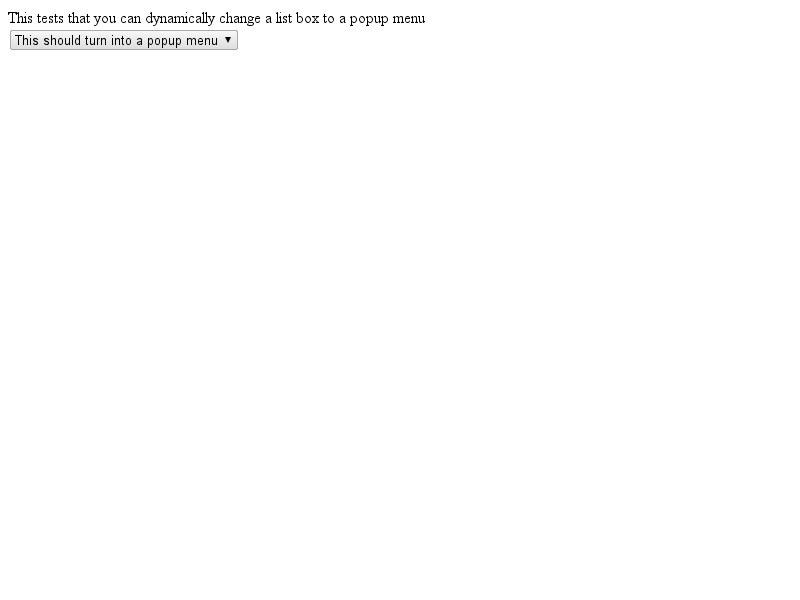 This tests that you can dynamically change a list box to a popup menu
This should turn into a popup menu